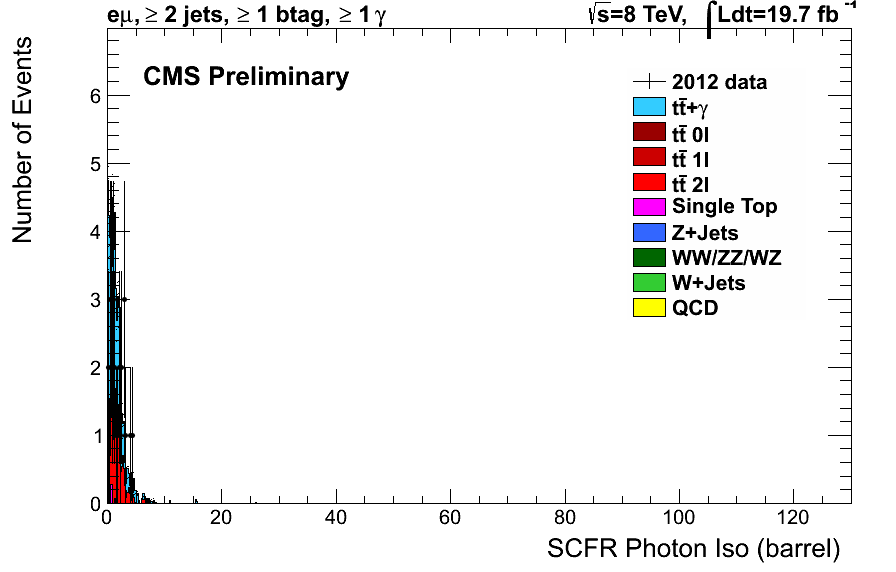 eμ, ≥ 2 jets, ≥ 1 btag, ≥ 1 γ
√s=8 TeV, ∫Ldt=19.7 fb⁻¹
CMS Preliminary
Number of Events
2012 data
tt̄+γ
tt̄ 0l
tt̄ 1l
tt̄ 2l
Single Top
Z+Jets
WW/ZZ/WZ
W+Jets
QCD
6
5
4
3
2
1
0
0 20 40 60 80 100 120
SCFR Photon Iso (barrel)